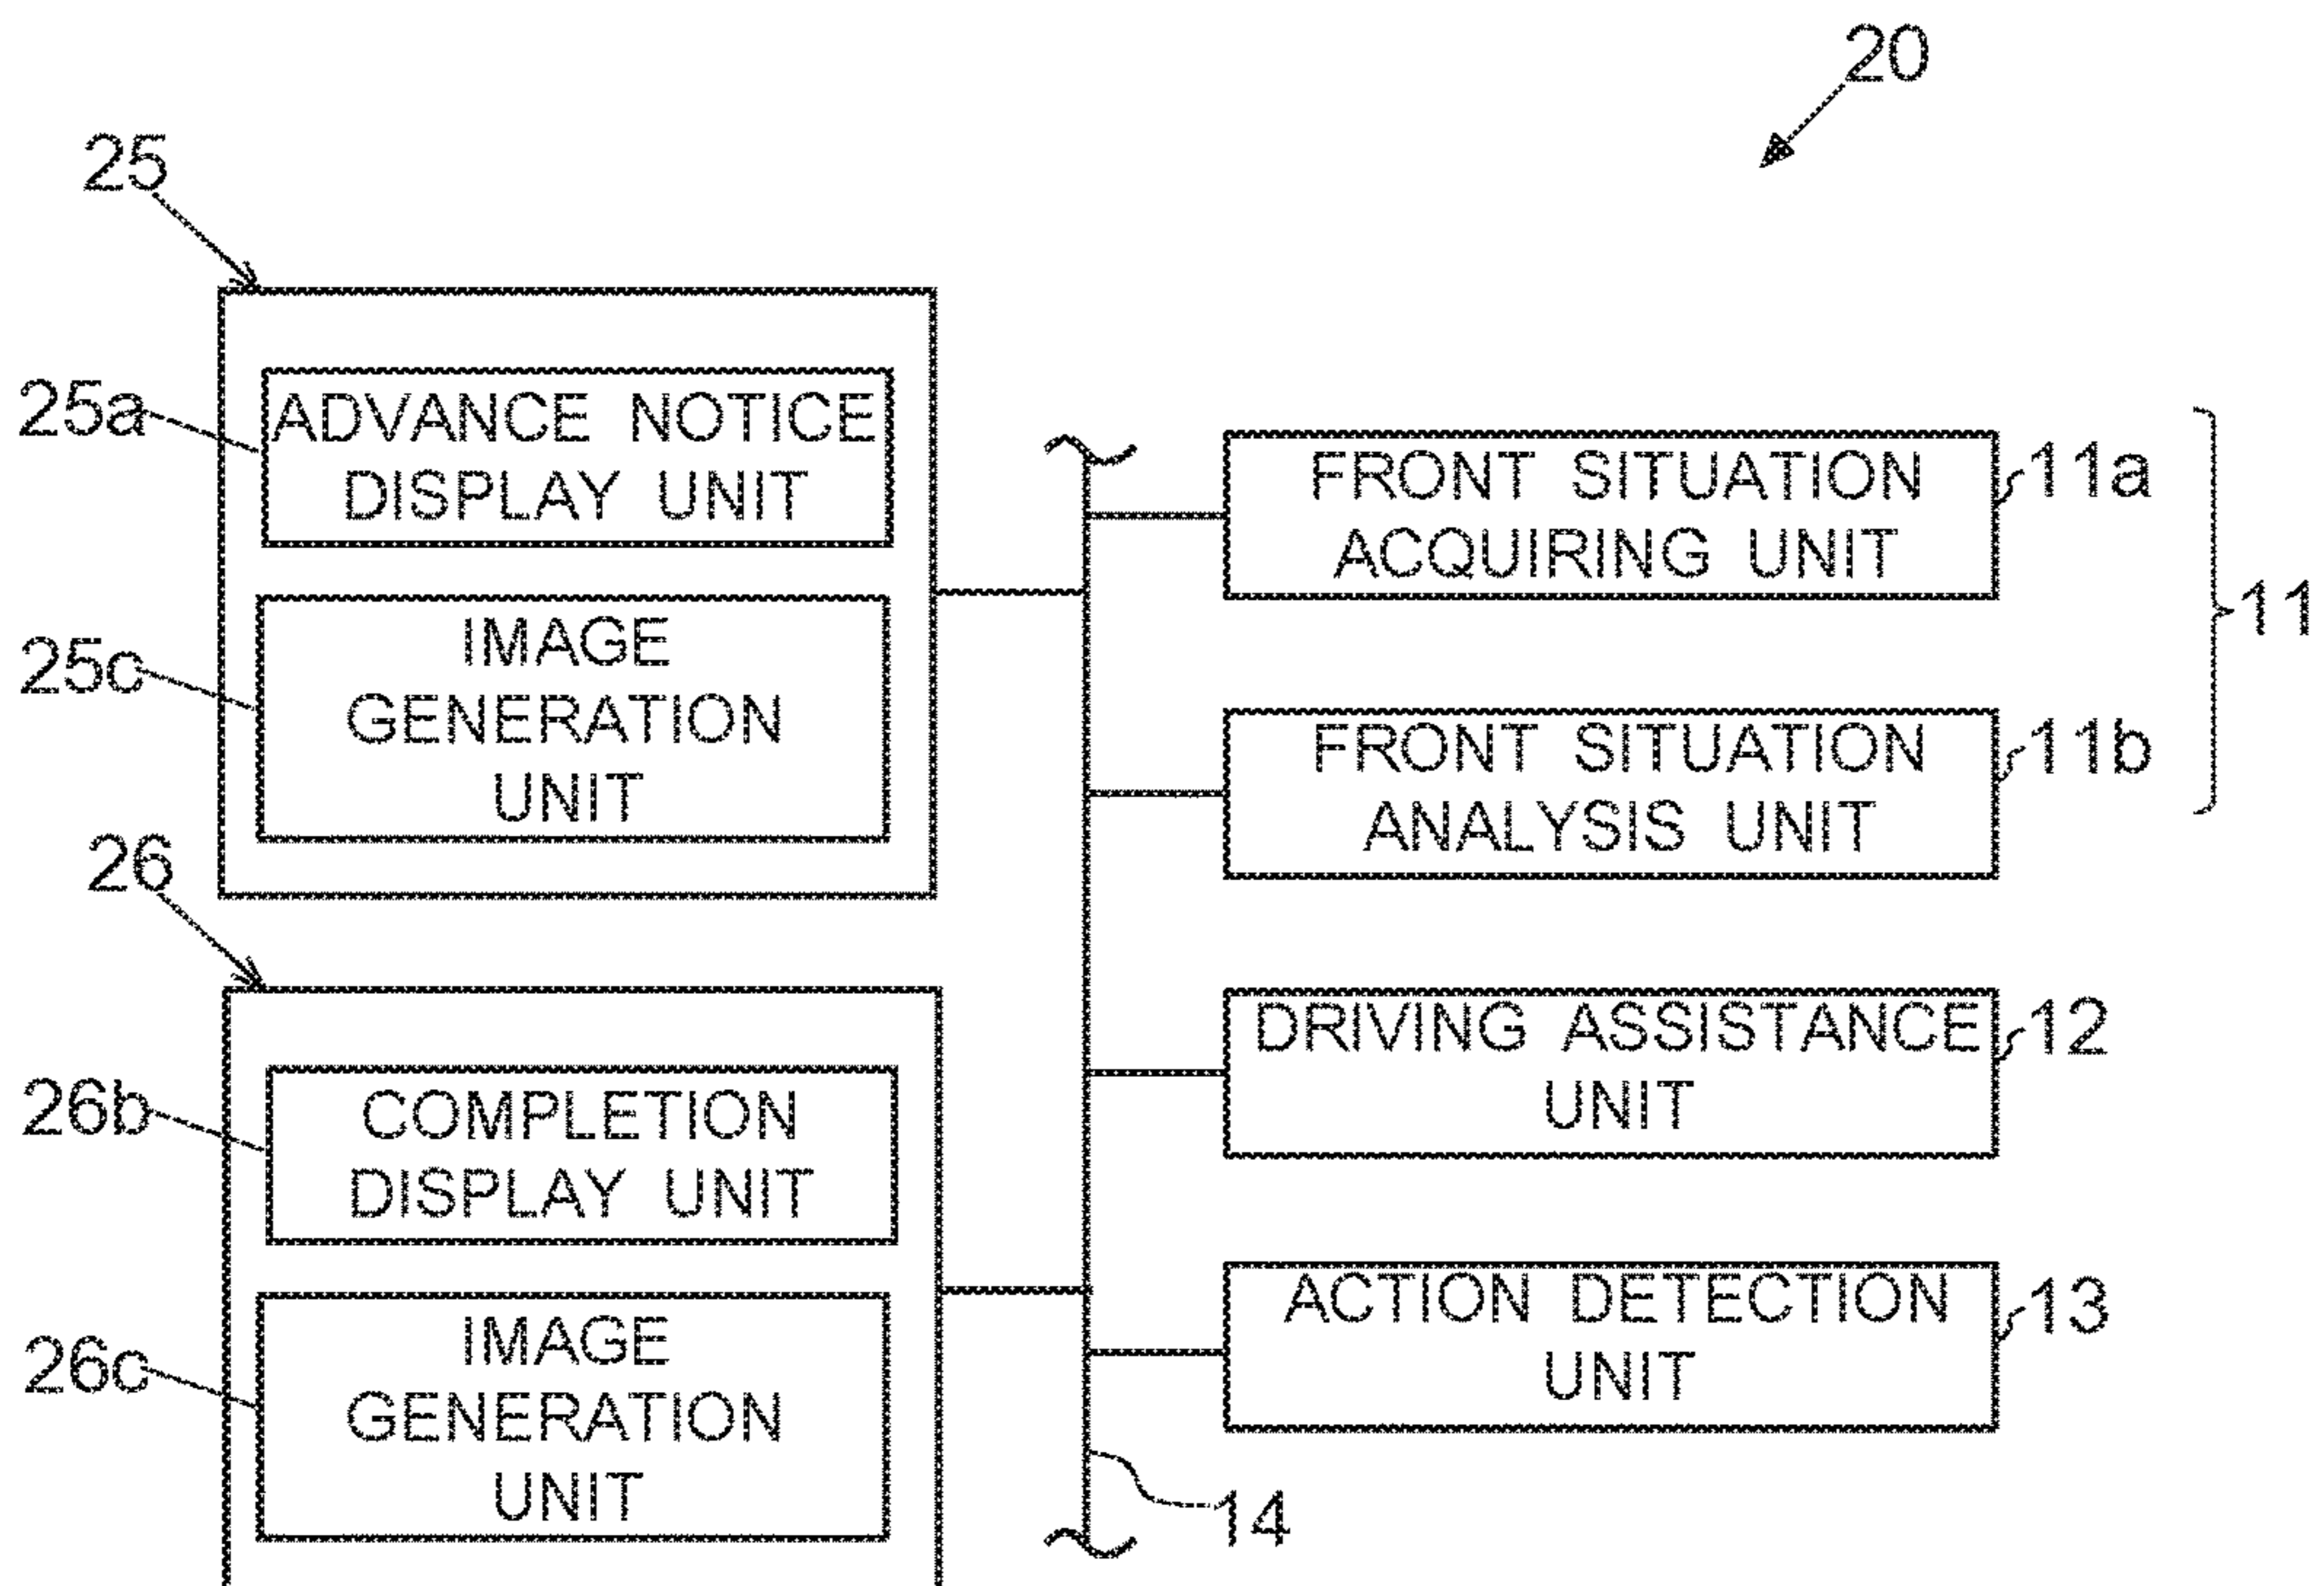 20
25
25a
ADVANCE NOTICE
DISPLAY UNIT
25c
IMAGE
GENERATION
UNIT
26
26b
COMPLETION
DISPLAY UNIT
26c
IMAGE
GENERATION
UNIT
FRONT SITUATION
ACQUIRING UNIT
11a
11
FRONT SITUATION
ANALYSIS UNIT
11b
DRIVING ASSISTANCE
UNIT
12
ACTION DETECTION
UNIT
13
14